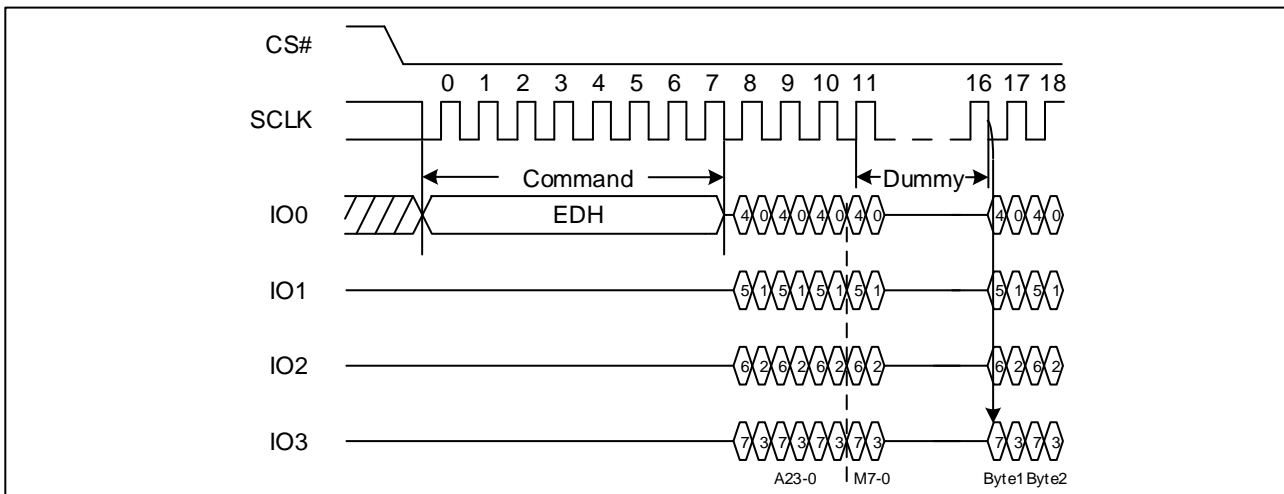 CS#
0 1 2 3 4 5 6 7 8 9 10 11 16 17 18
SCLK
Command Dummy
IO0 EDH 4 0 4 0 4 0 4 0 4 0 4 0
IO1 5 1 5 1 5 1 5 1 5 1 5 1
IO2 6 2 6 2 6 2 6 2 6 2 6 2
IO3 7 3 7 3 7 3 7 3 7 3 7 3
A23-0 M7-0 Byte1 Byte2